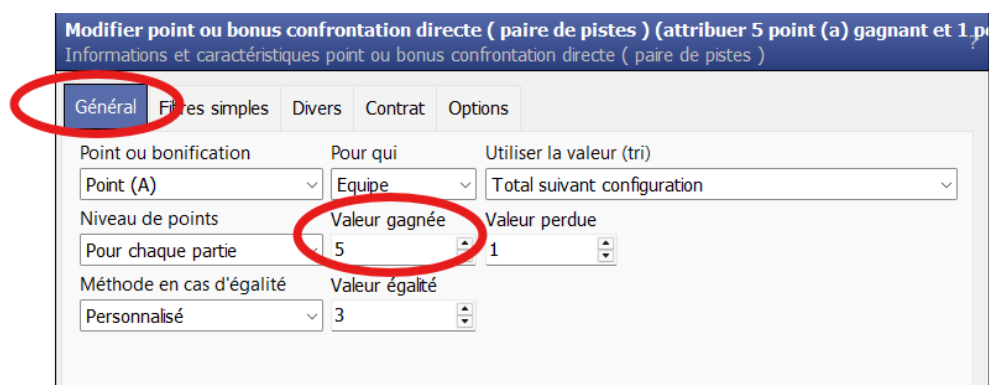 Modifier point ou bonus confrontation directe ( paire de pistes ) (attribuer 5 point (a) gagnant et 1
Informations et caractéristiques point ou bonus confrontation directe ( paire de pistes ) ?
Général Filtres simples Divers Contrat Options
Point ou bonification Pour qui Utiliser la valeur (tri)
Point (A) Equipe Total suivant configuration
Niveau de points Valeur gagnée Valeur perdue
Pour chaque partie 5 1
Méthode en cas d'égalité Valeur égalité
Personnalisé 3